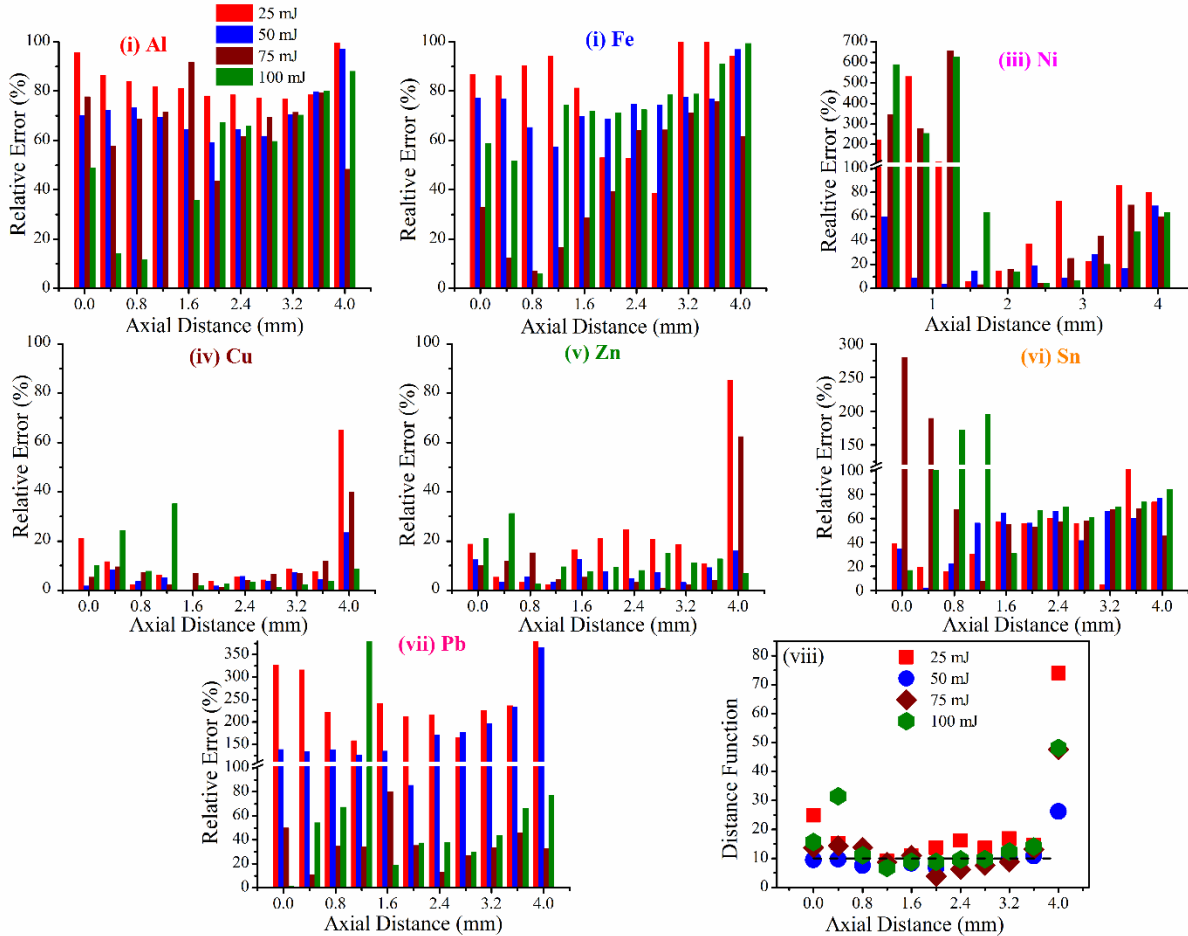 25 mJ
50 mJ
75 mJ
100 mJ
(i) Al
Relative Error (%)
100
80
60
40
20
0
0.0 0.8 1.6 2.4 3.2 4.0
Axial Distance (mm)
(i) Fe
Realtive Error (%)
100
80
60
40
20
0
0.0 0.8 1.6 2.4 3.2 4.0
Axial Distance (mm)
(iii) Ni
Realtive Error (%)
700
600
500
400
300
200
100
80
60
40
20
0
1 2 3 4
Axial Distance (mm)
(iv) Cu
Relative Error (%)
100
80
60
40
20
0
0.0 0.8 1.6 2.4 3.2 4.0
Axial Distance (mm)
(v) Zn
Relative Error (%)
100
80
60
40
20
0
0.0 0.8 1.6 2.4 3.2 4.0
Axial Distance (mm)
(vi) Sn
Relative Error (%)
300
250
200
150
100
80
60
40
20
0
0.0 0.8 1.6 2.4 3.2 4.0
Axial Distance (mm)
(vii) Pb
Relative Error (%)
350
300
250
200
150
100
80
60
40
20
0
0.0 0.8 1.6 2.4 3.2 4.0
Axial Distance (mm)
(viii)
25 mJ
50 mJ
75 mJ
100 mJ
Distance Function
80
70
60
50
40
30
20
10
0
0.0 0.8 1.6 2.4 3.2 4.0
Axial Distance (mm)